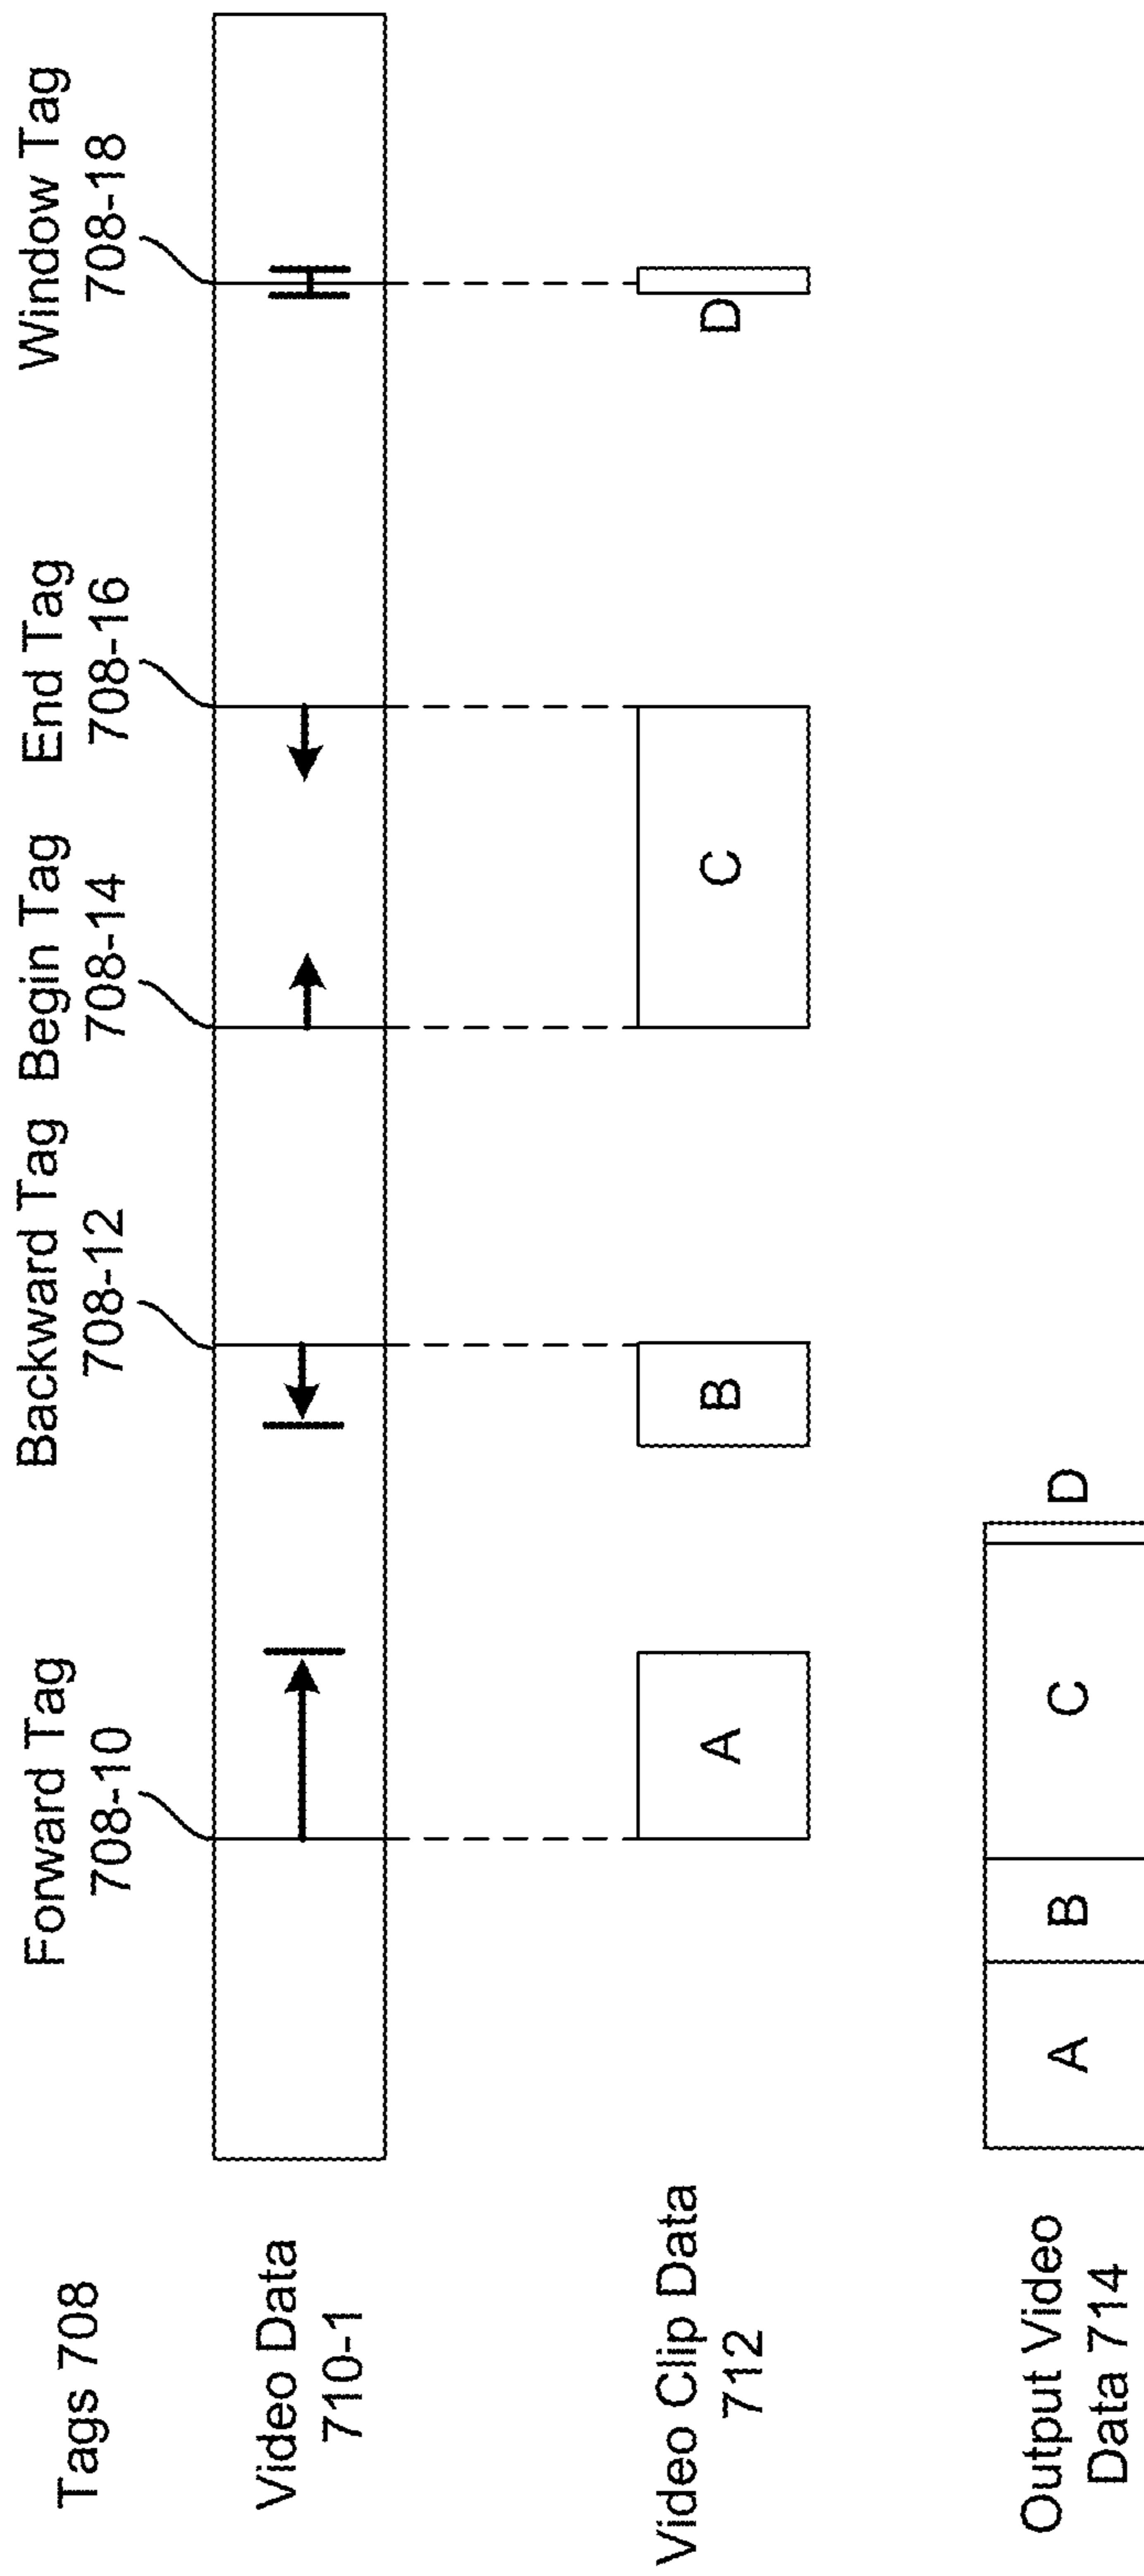 Tags 708
Forward Tag
708-10
Backward Tag
708-12
Begin Tag
708-14
End Tag
708-16
Window Tag
708-18
Video Data
710-1
Video Clip Data
712
A
B
C
D
Output Video
Data 714
A
B
C
D